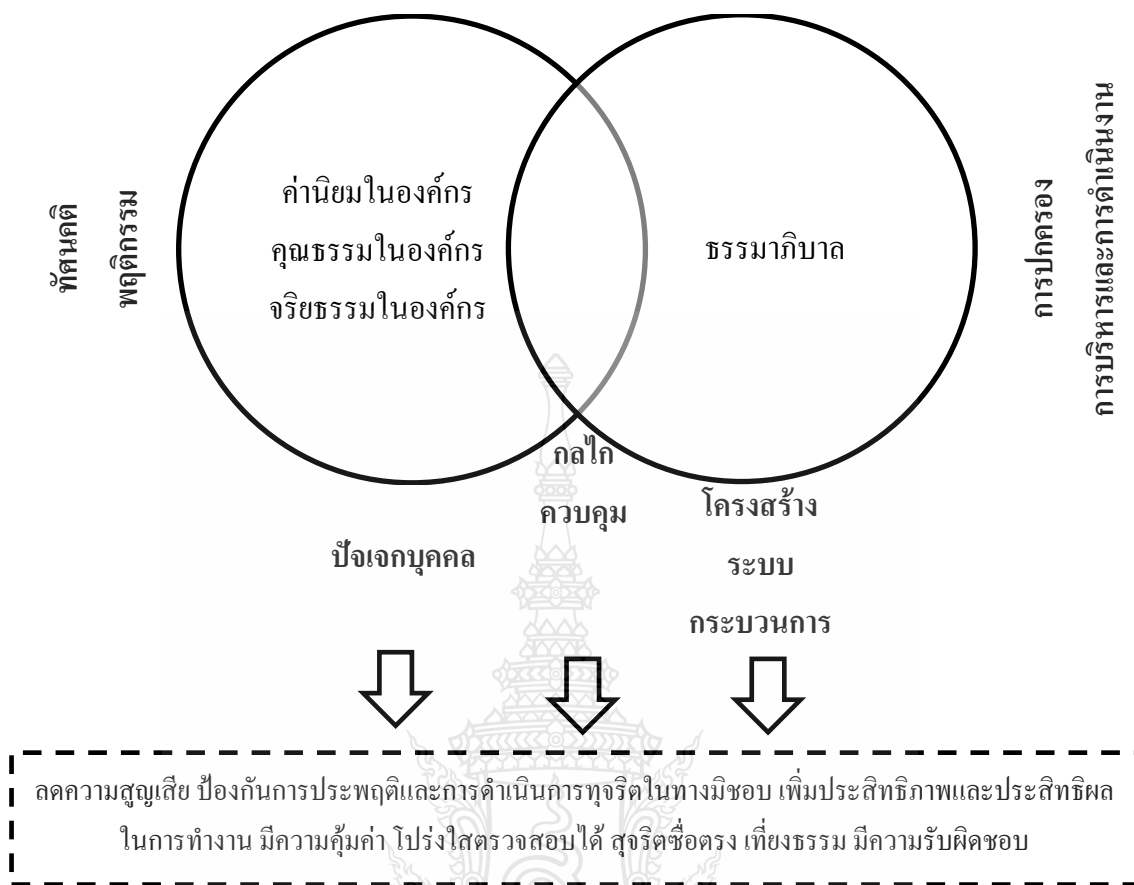 ทัศนคติ
พฤติกรรม
ค่านิยมในองค์กร
คุณธรรมในองค์กร
จริยธรรมในองค์กร
ธรรมาภิบาล
การปกครอง
การบริหารและการดำเนินงาน
กลไก
ควบคุม
ปัจเจกบุคคล
โครงสร้าง
ระบบ
กระบวนการ
ลดความสูญเสีย ป้องกันการประพฤติและการดำเนินการทุจริตในทางมิชอบ เพิ่มประสิทธิภาพและประสิทธิผล
ในการทำงาน มีความคุ้มค่า โปร่งใสตรวจสอบได้ สุจริตซื่อตรง เที่ยงธรรม มีความรับผิดชอบ